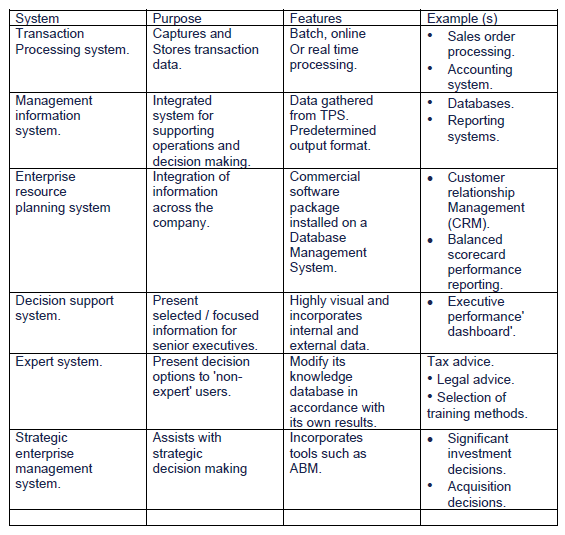 System Purpose Features Example (s)
Transaction
Processing system.
Captures and
Stores transaction
data.
Batch, online
Or real time
processing.
• Sales order
processing.
• Accounting
system.
Management
information
system.
Integrated
system for
supporting
operations and
decision making.
Data gathered
from TPS.
Predetermined
output format.
• Databases.
• Reporting
systems.
Enterprise
resource
planning system
Integration of
information
across the
company.
Commercial
software
package
installed on a
Database
Management
System.
• Customer
relationship
Management
(CRM).
• Balanced
scorecard
performance
reporting.
Decision support
system.
Present
selected / focused
information for
senior executives.
Highly visual and
incorporates
internal and
external data.
• Executive
performance'
dashboard'.
Expert system.
Present decision
options to 'non-
expert' users.
Modify its
knowledge
database in
accordance with
its own results.
Tax advice.
• Legal advice.
• Selection of
training methods.
Strategic
enterprise
management
system.
Assists with
strategic
decision making
Incorporates
tools such as
ABM.
• Significant
investment
decisions.
• Acquisition
decisions.